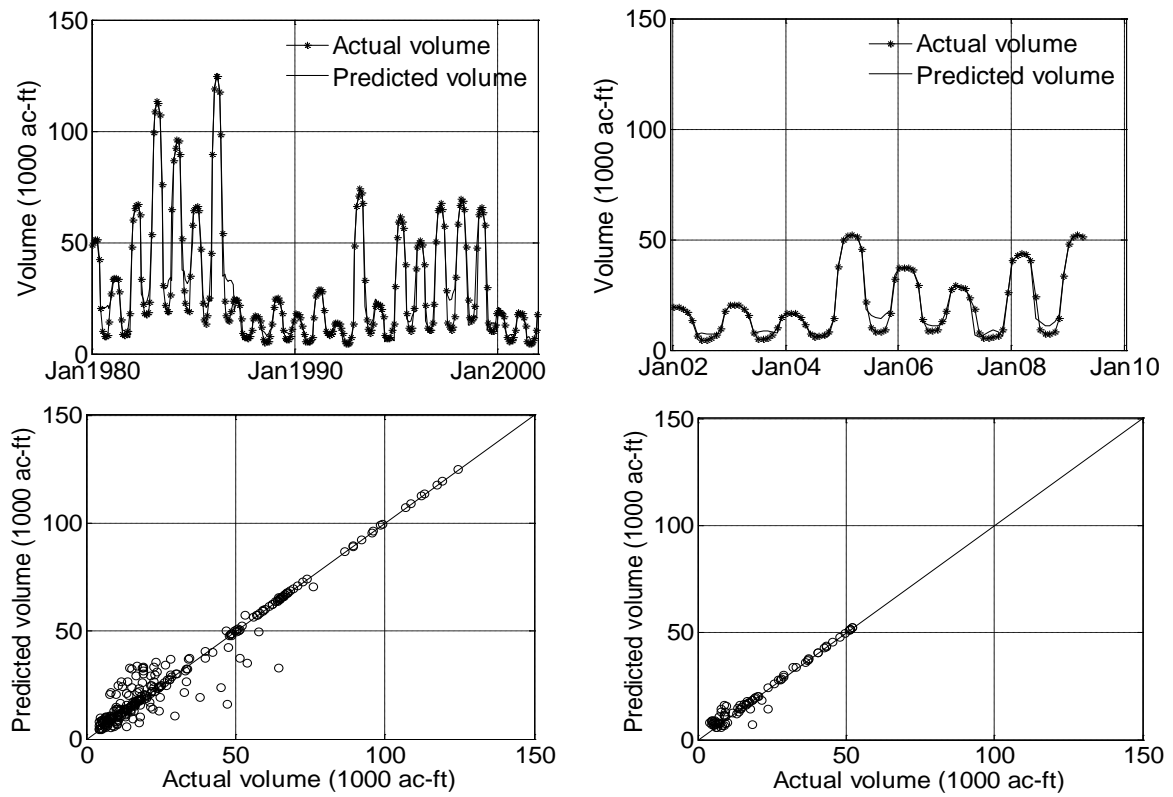 Volume (1000 ac-ft)
150
100
50
0
Actual volume
Predicted volume
Jan1980
Jan1990
Jan2000
Volume (1000 ac-ft)
150
100
50
0
Actual volume
Predicted volume
Jan02
Jan04
Jan06
Jan08
Jan10
Predicted volume (1000 ac-ft)
150
100
50
0
0
50
100
150
Actual volume (1000 ac-ft)
Predicted volume (1000 ac-ft)
150
100
50
0
0
50
100
150
Actual volume (1000 ac-ft)